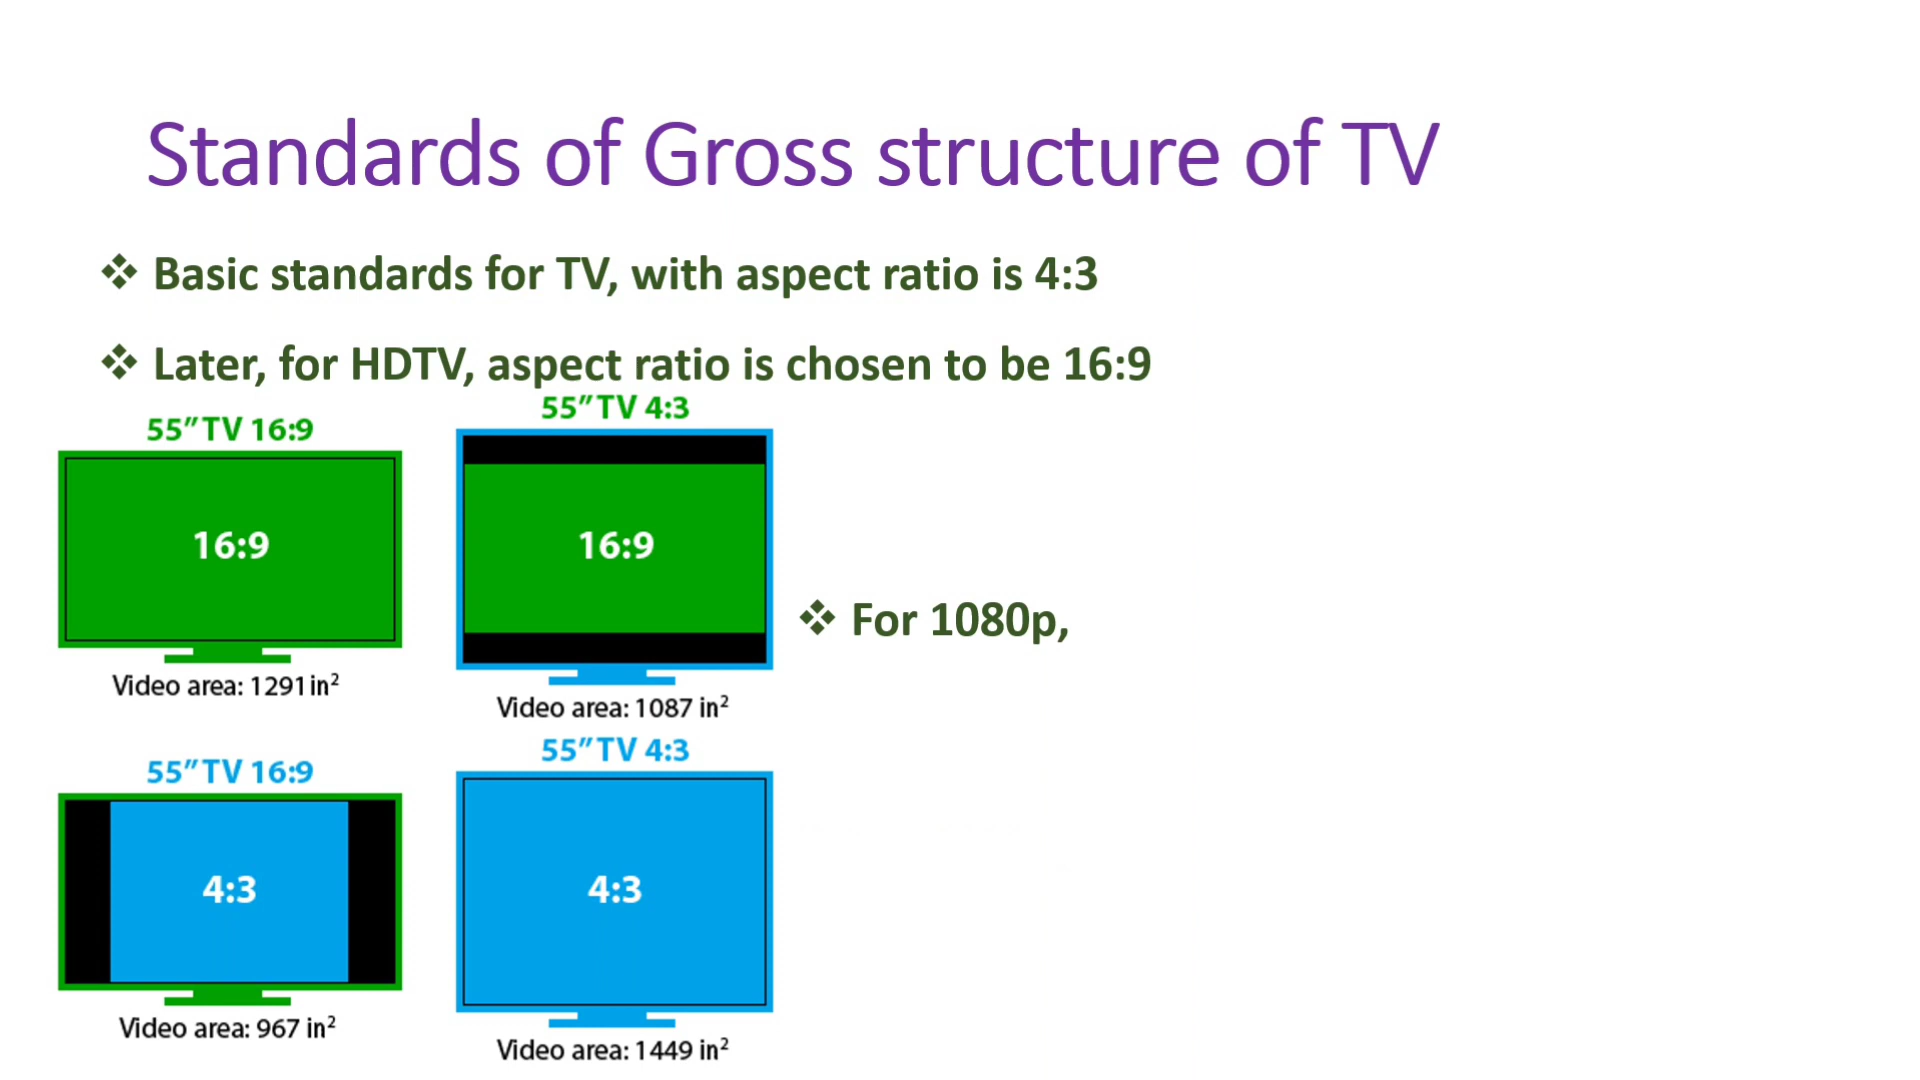 Standards of Gross structure of TV
❖ Basic standards for TV, with aspect ratio is 4:3
❖ Later, for HDTV, aspect ratio is chosen to be 16:9
55″ TV 16:9
16:9
Video area: 1291in²
55″ TV 4:3
16:9
Video area: 1087 in²
❖ For 1080p,
55″ TV 16:9
4:3
Video area: 967 in²
55″ TV 4:3
4:3
Video area: 1449 in²